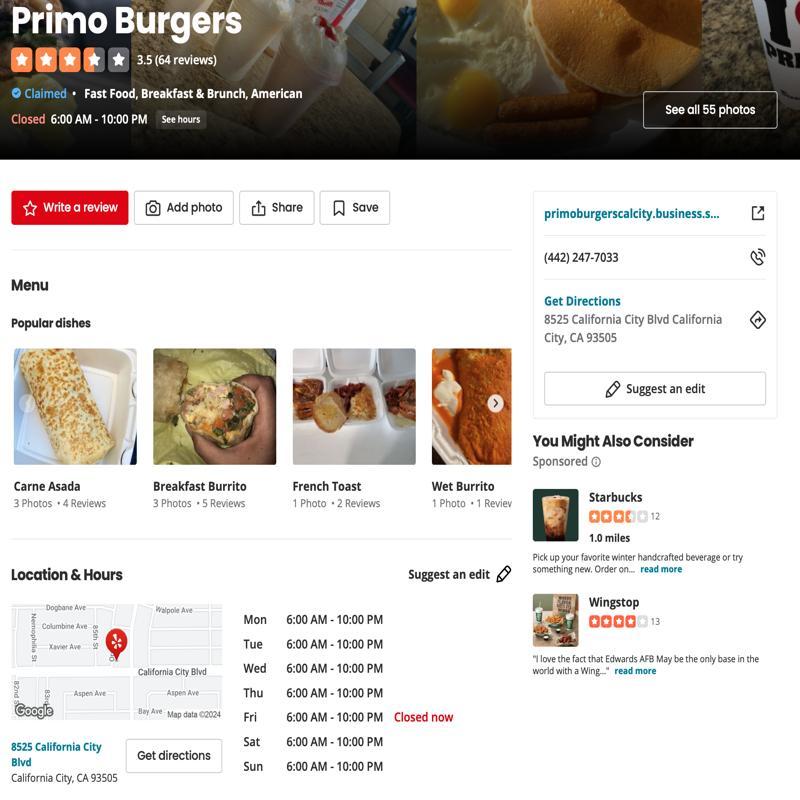 Primo Burgers
3.5 (64 reviews)
Claimed • Fast Food, Breakfast & Brunch, American
Closed 6:00 AM - 10:00 PM See hours
See all 55 photos
Write a review
Add photo
Share
Save
Menu
Popular dishes
Carne Asada
3 Photos • 4 Reviews
Breakfast Burrito
3 Photos • 5 Reviews
French Toast
1 Photo • 2 Reviews
Wet Burrito
1 Photo • 1 Review
Location & Hours
Suggest an edit
Dogbane Ave
Walpole Ave
Columbine Ave
Nemophilia St
85th St
Xavier Ave
California City Blvd
82nd S
83rd
Aspen Ave
Aspen Ave
Bay Ave
Google
Map data ©2024
8525 California City
Blvd
California City, CA 93505
Get directions
Mon 6:00 AM - 10:00 PM
Tue 6:00 AM - 10:00 PM
Wed 6:00 AM - 10:00 PM
Thu 6:00 AM - 10:00 PM
Fri 6:00 AM - 10:00 PM Closed now
Sat 6:00 AM - 10:00 PM
Sun 6:00 AM - 10:00 PM
primoburgerscalcity.business.s...
(442) 247-7033
Get Directions
8525 California City Blvd California
City, CA 93505
Suggest an edit
You Might Also Consider
Sponsored
Starbucks
12
1.0 miles
Pick up your favorite winter handcrafted beverage or try
something new. Order on... read more
Wingstop
13
"I love the fact that Edwards AFB May be the only base in the
world with a Wing..." read more